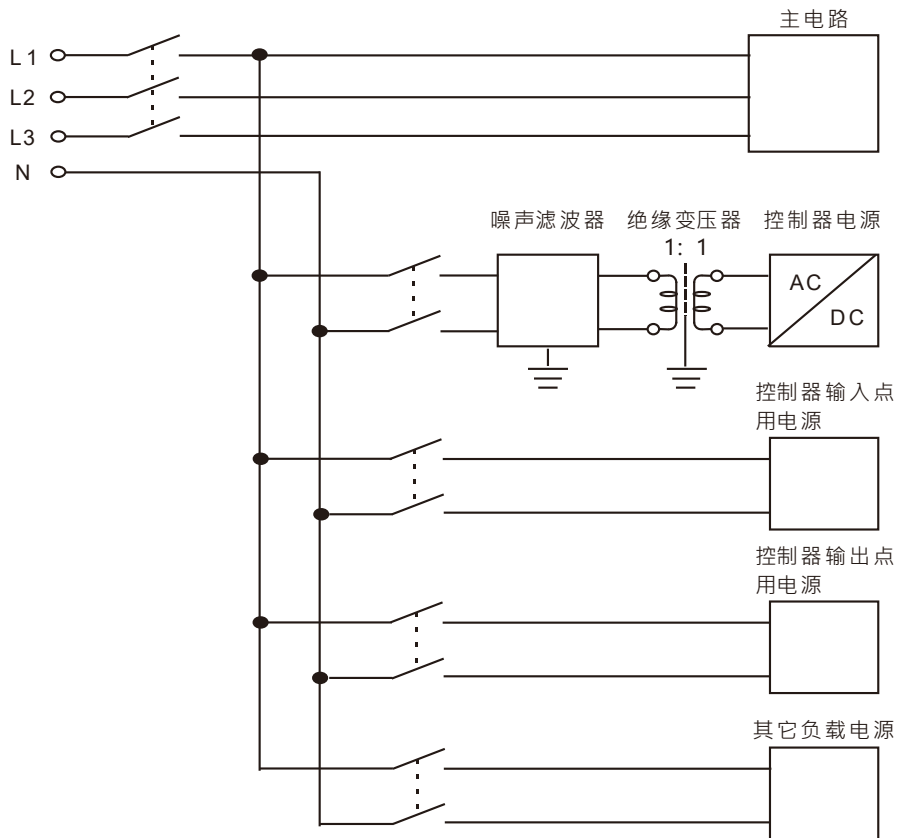 主电路
L1
L2
L3
N
噪声滤波器 绝缘变压器 控制器电源
1: 1
AC
DC
控制器输入点
用电源
控制器输出点
用电源
其它负载电源